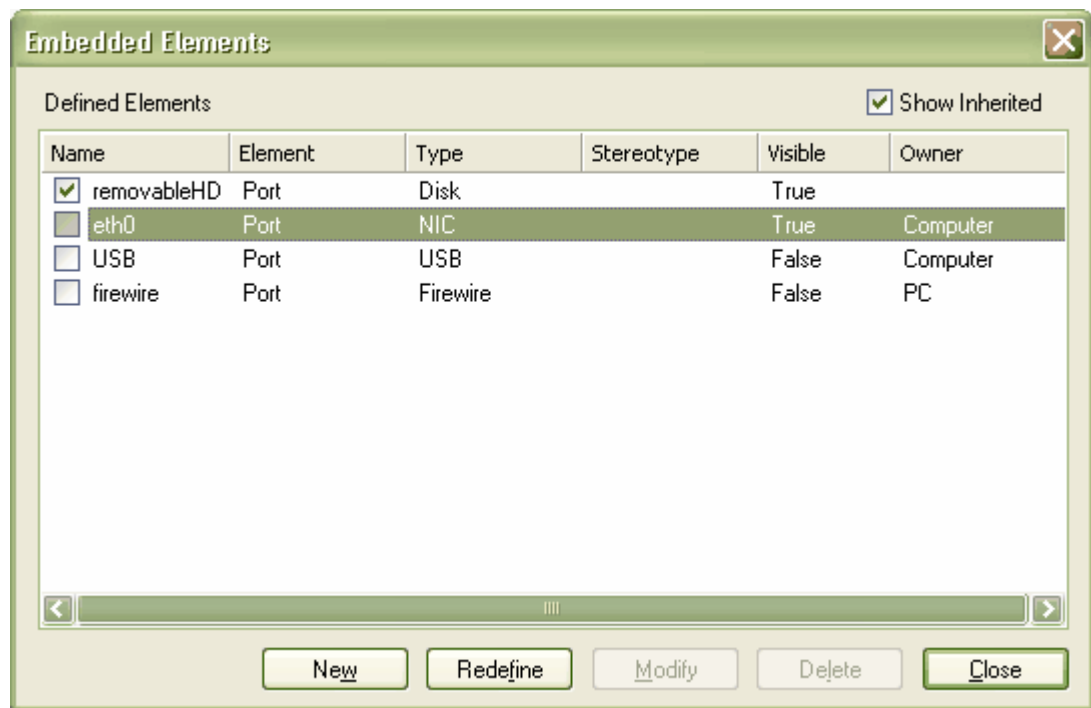 Embedded Elements
Defined Elements Show Inherited
Name Element Type Stereotype Visible Owner
removableHD Port Disk True
eth0 Port NIC True Computer
USB Port USB False Computer
firewire Port Firewire False PC
New Redefine Modify Delete Close